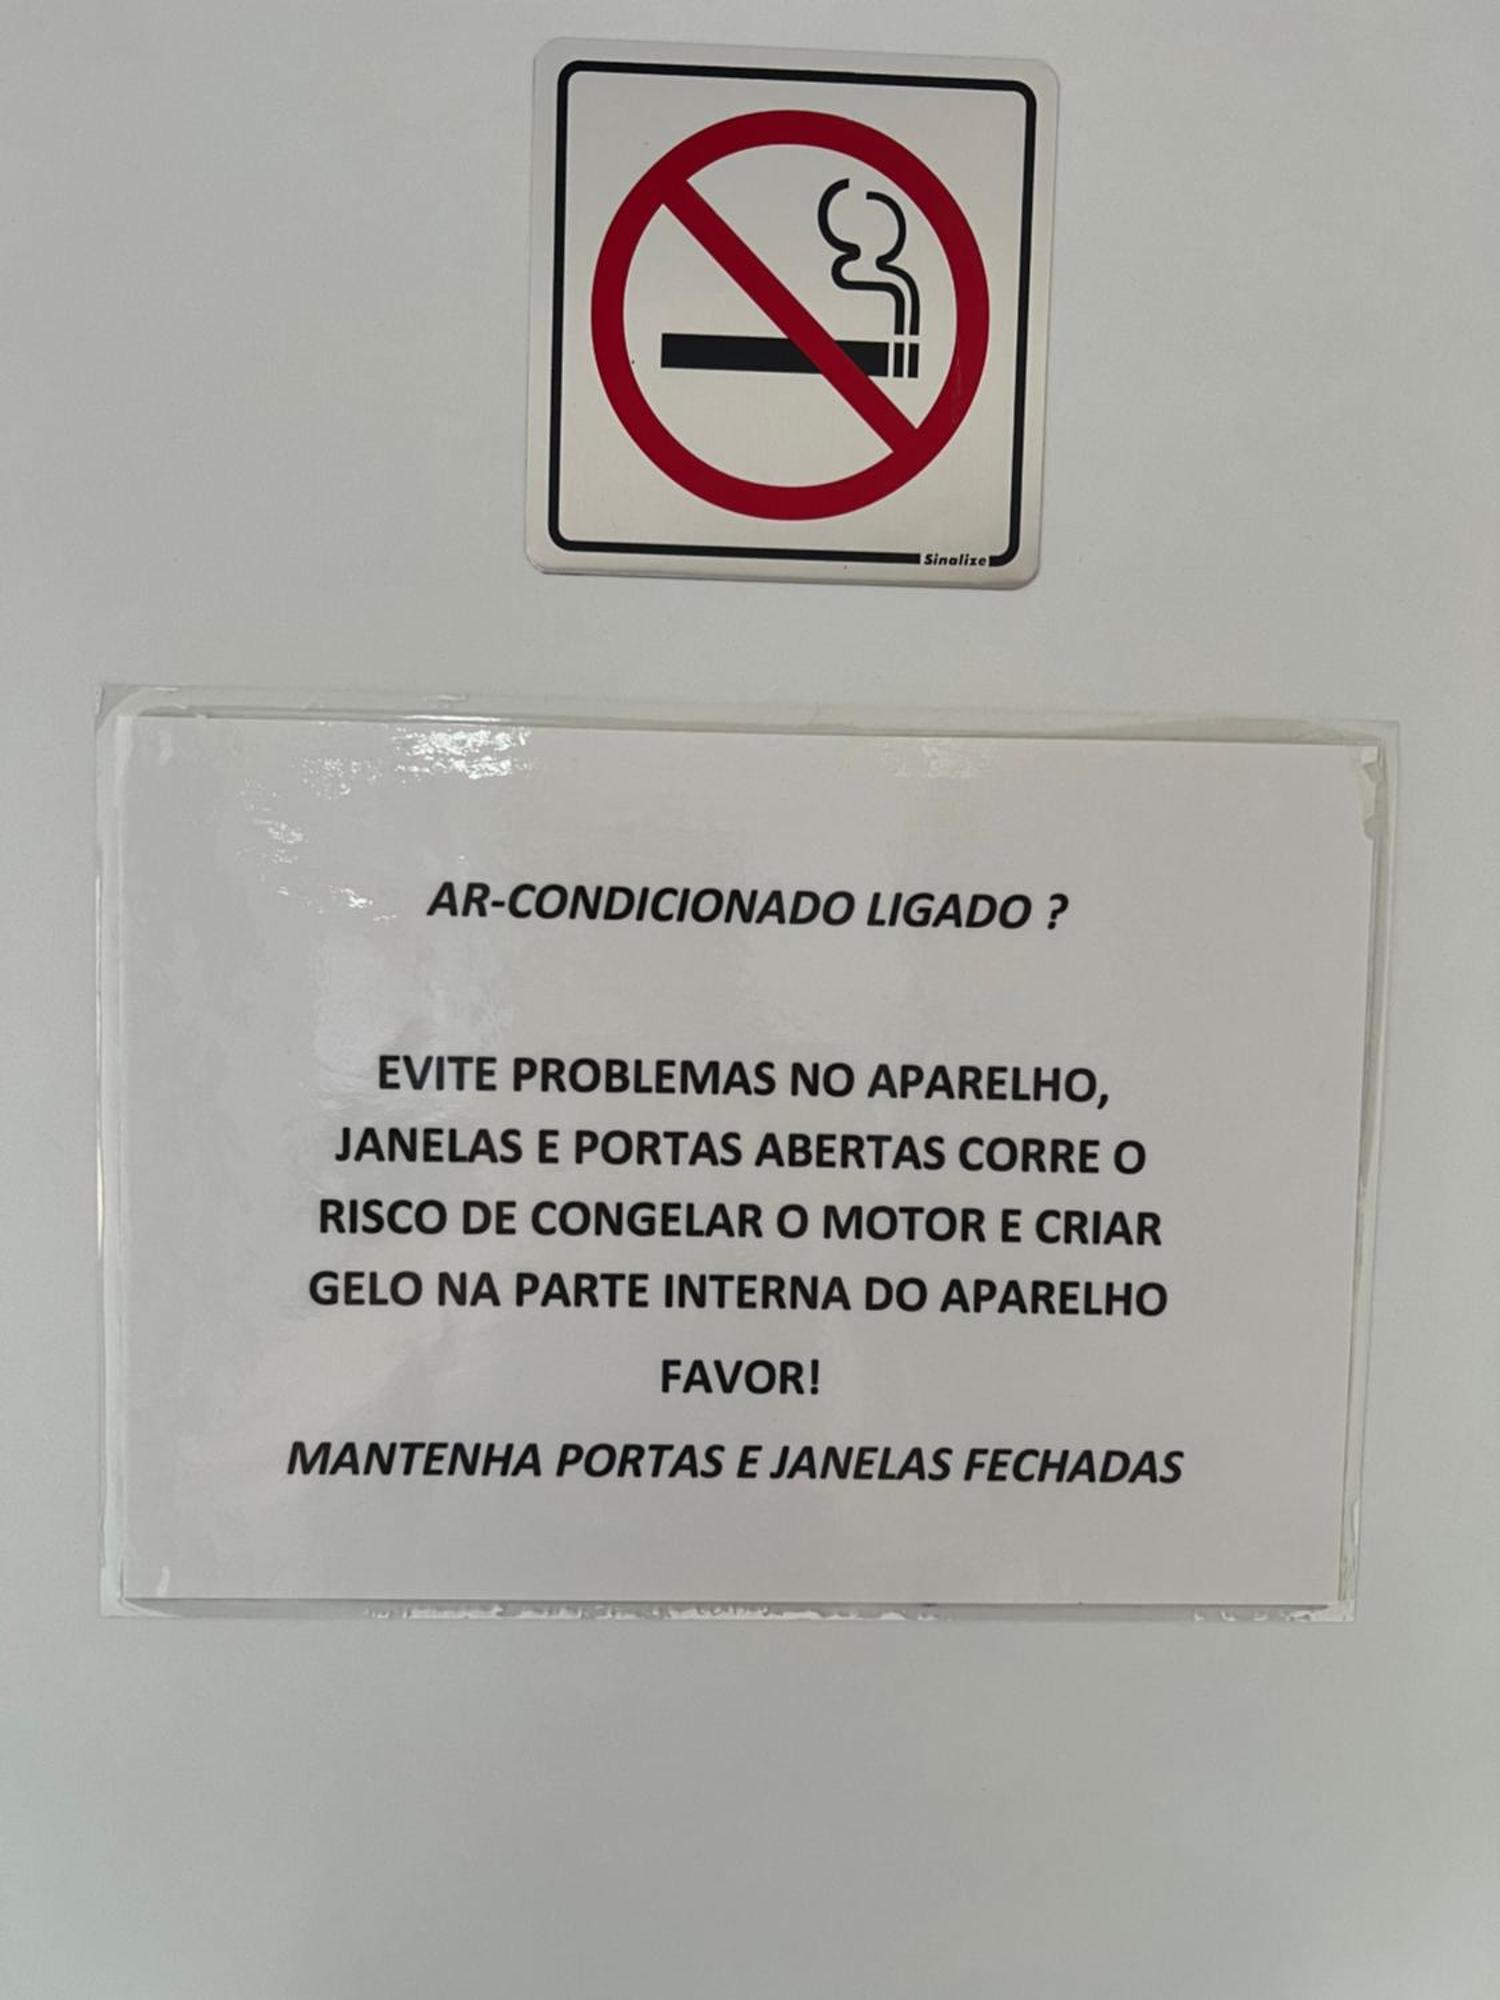 Sinalize
AR-CONDICIONADO LIGADO ?
EVITE PROBLEMAS NO APARELHO,
JANELAS E PORTAS ABERTAS CORRE O
RISCO DE CONGELAR O MOTOR E CRIAR
GELO NA PARTE INTERNA DO APARELHO
FAVOR!
MANTENHA PORTAS E JANELAS FECHADAS